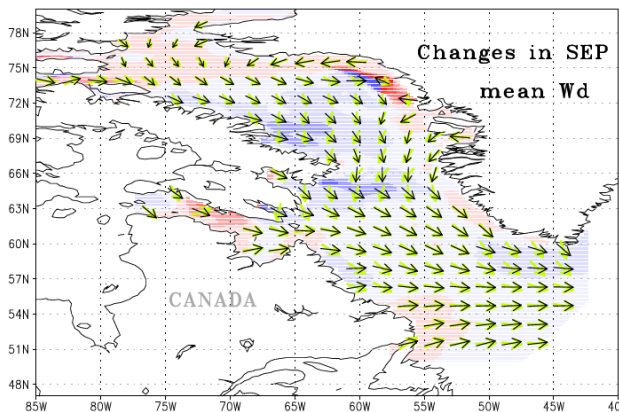 78N
Changes in SEP
75N
mean Wd
72N
69N
66N
63N
60N
57N
CANADA
54N
51N
48N
85W 80W 75W 70W 65W 60W 55W 50W 45W 40